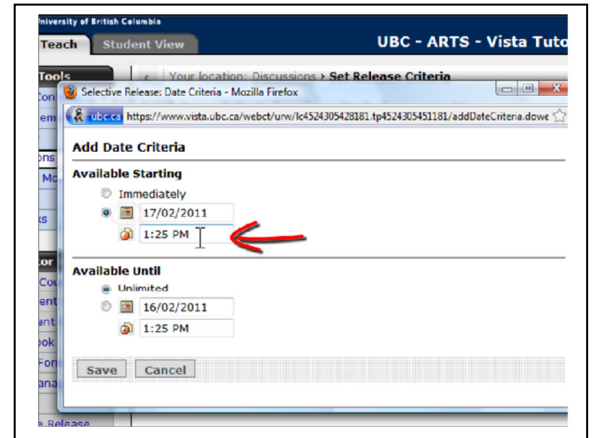 University of British Columbia
Teach Student View UBC - ARTS - Vista Tuto
Tools Your location: Discussions › Set Release Criteria
Selective Release: Date Criteria - Mozilla Firefox
ubc.ca https://www.vista.ubc.ca/webct/urw/lc4524305428181.tp4524305451181/addDateCriteria.dowe
Add Date Criteria
Available Starting
Immediately
17/02/2011
1:25 PM
Available Until
Unlimited
16/02/2011
1:25 PM
Save Cancel
e Release